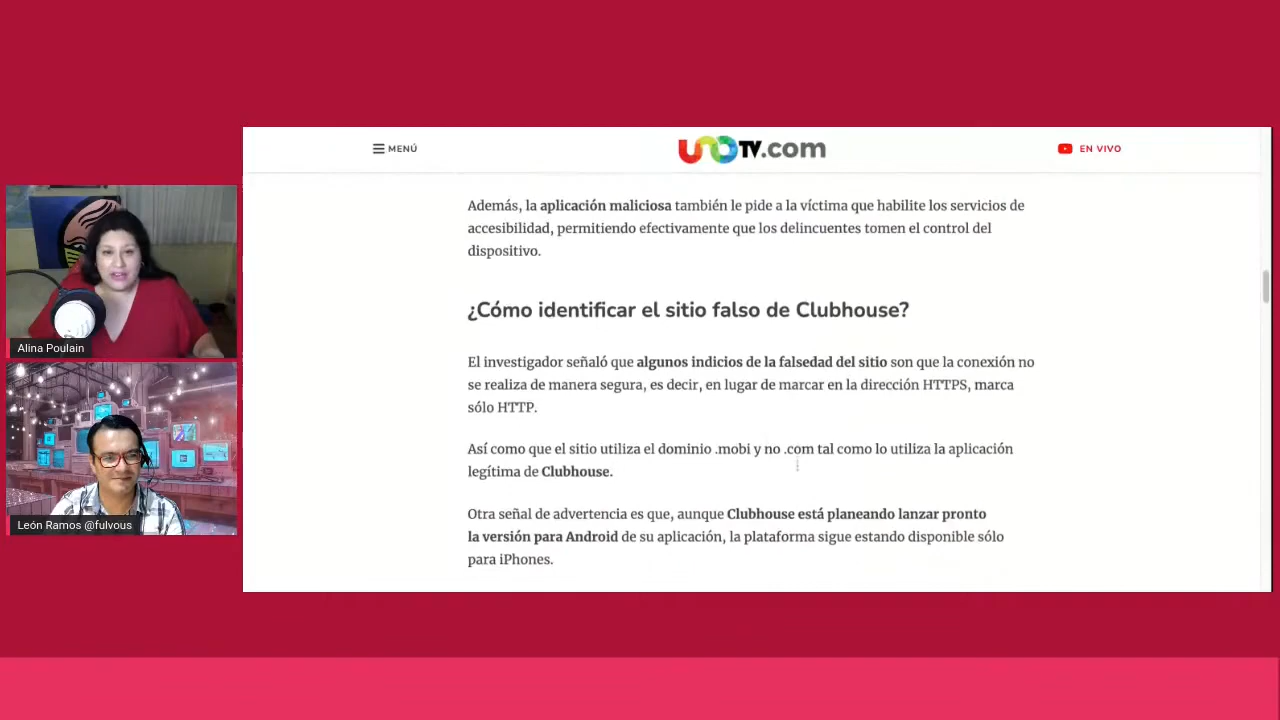 MENÚ
unoTV.com
EN VIVO
Además, la aplicación maliciosa también le pide a la víctima que habilite los servicios de
accesibilidad, permitiendo efectivamente que los delincuentes tomen el control del
dispositivo.
¿Cómo identificar el sitio falso de Clubhouse?
El investigador señaló que algunos indicios de la falsedad del sitio son que la conexión no
se realiza de manera segura, es decir, en lugar de marcar en la dirección HTTPS, marca
sólo HTTP.
Así como que el sitio utiliza el dominio .mobi y no .com tal como lo utiliza la aplicación
legítima de Clubhouse.
Otra señal de advertencia es que, aunque Clubhouse está planeando lanzar pronto
la versión para Android de su aplicación, la plataforma sigue estando disponible sólo
para iPhones.
Alina Poulain
León Ramos @fulvous